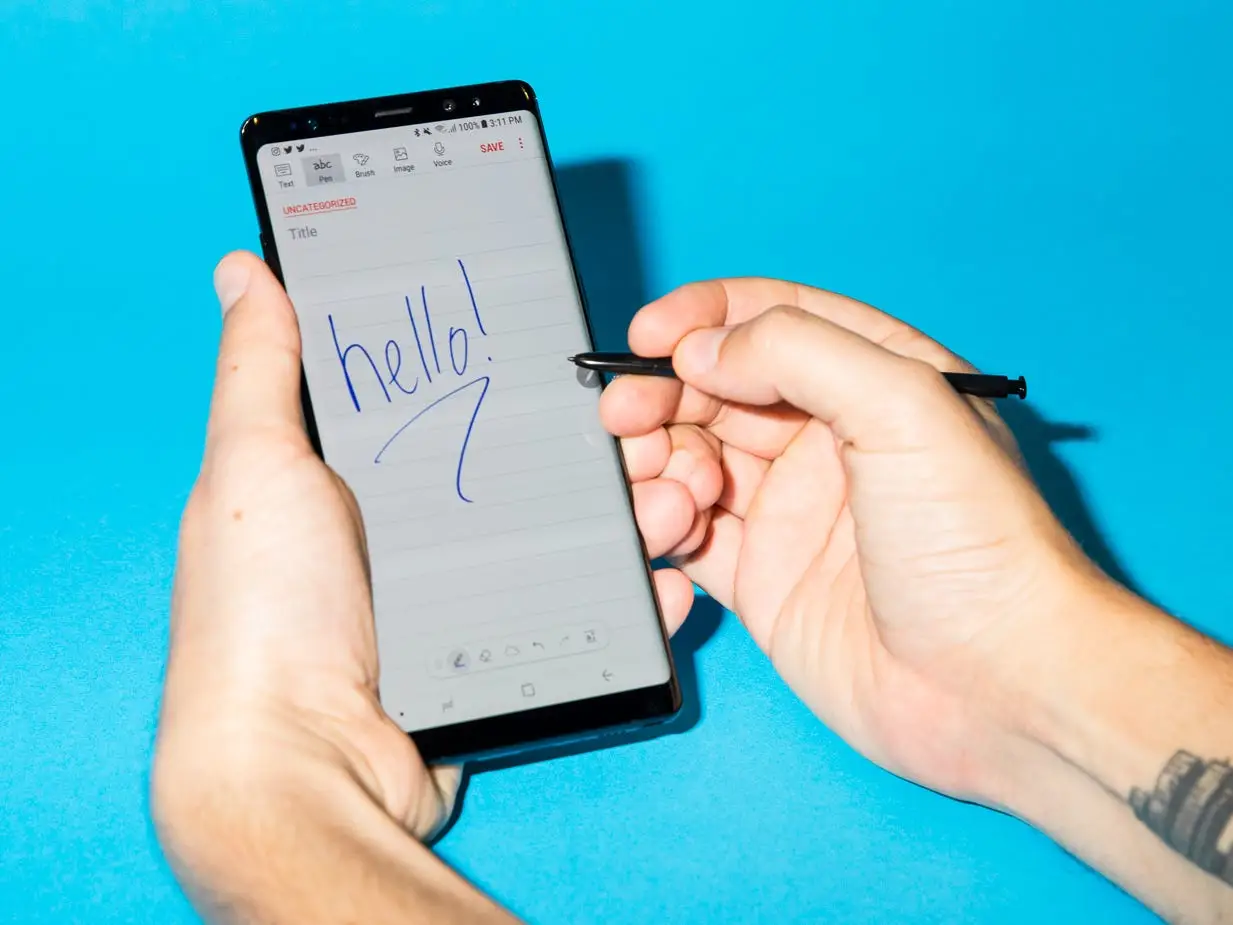 100% 3:11 PM
Text abc Pen Brush Image Voice SAVE
UNCATEGORIZED
Title
hello!